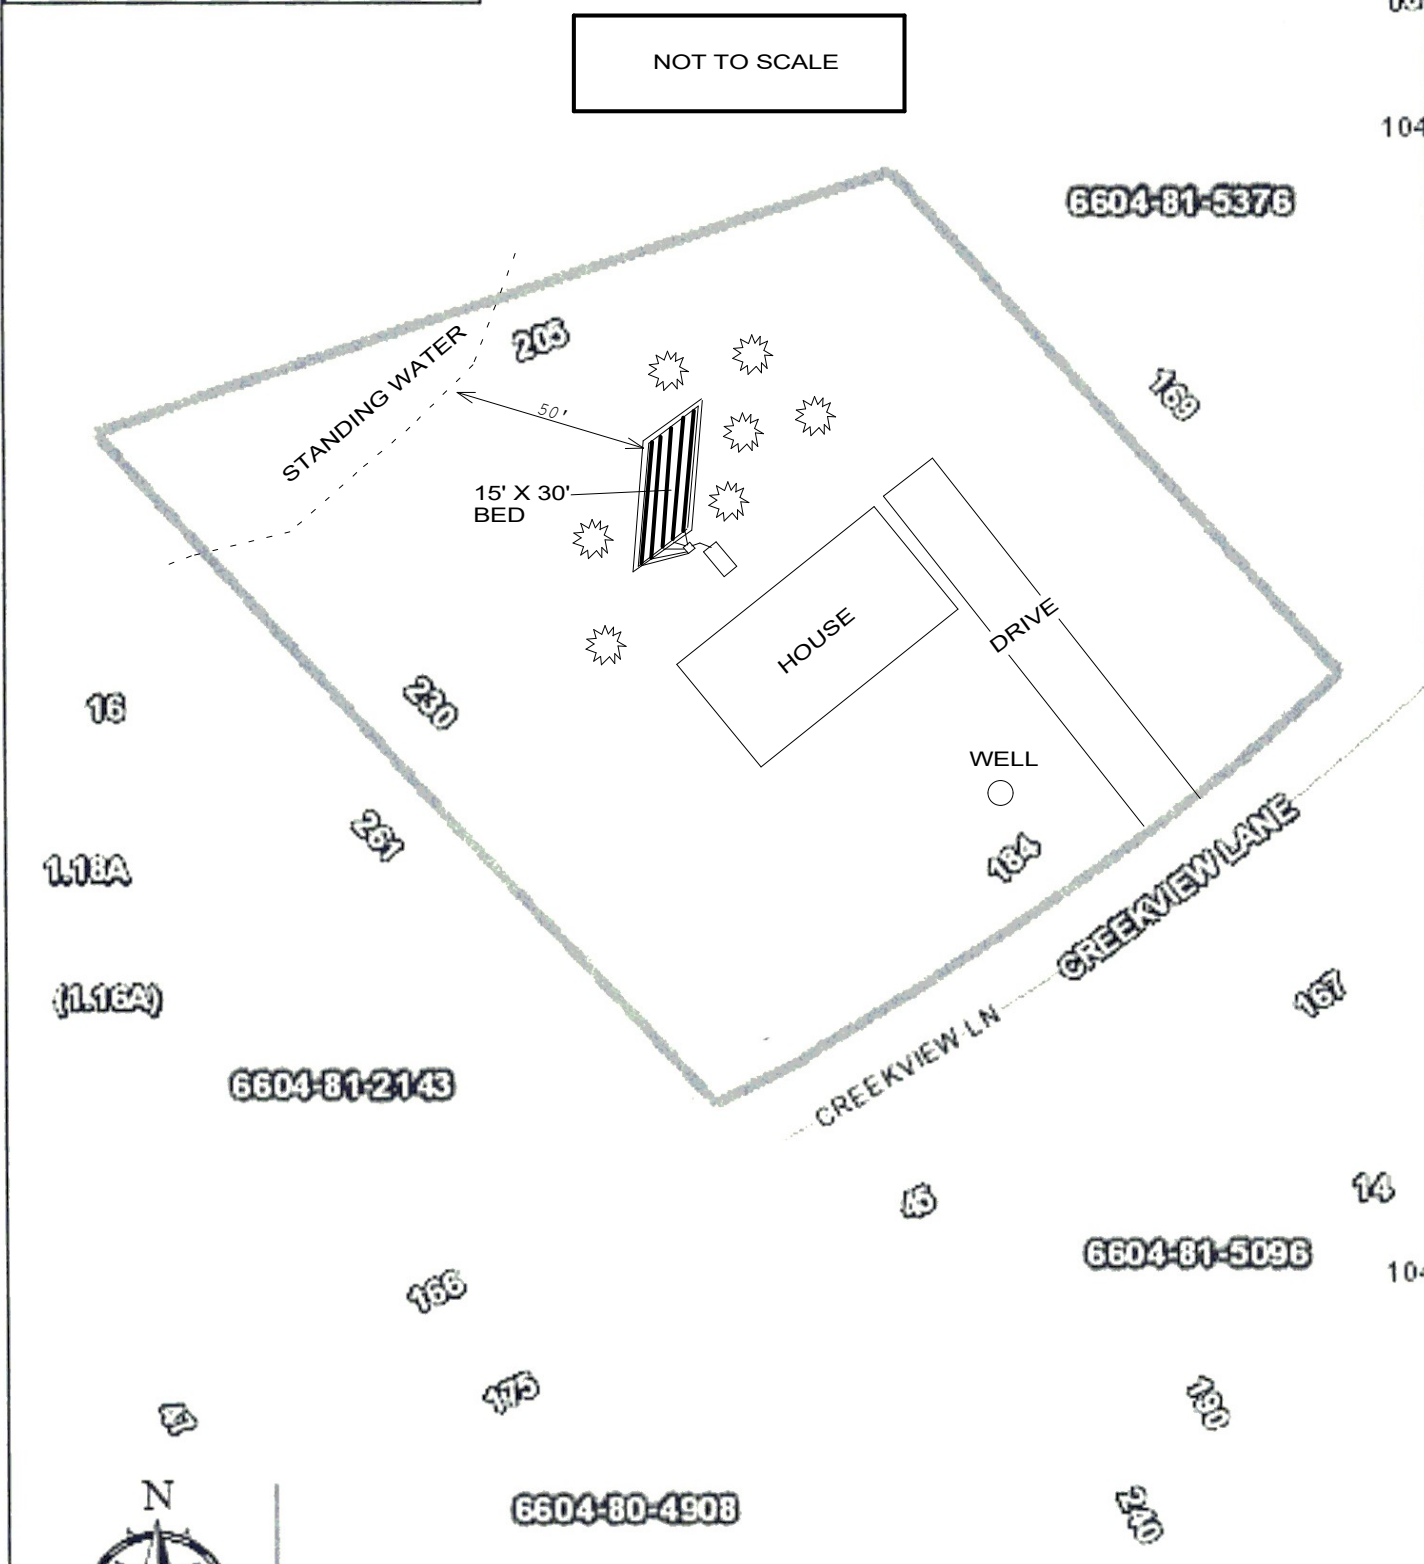 NOT TO SCALE
104
6604-81-5376
205
STANDING WATER
169
50'
15' X 30'
BED
HOUSE
DRIVE
230
16
WELL
261
184
1.18A
CREEKVIEW LANE
(1.16A)
167
CREEKVIEW LN
6604-81-2143
45
14
6604-81-5096
104
166
175
190
6604-80-4908
240
N